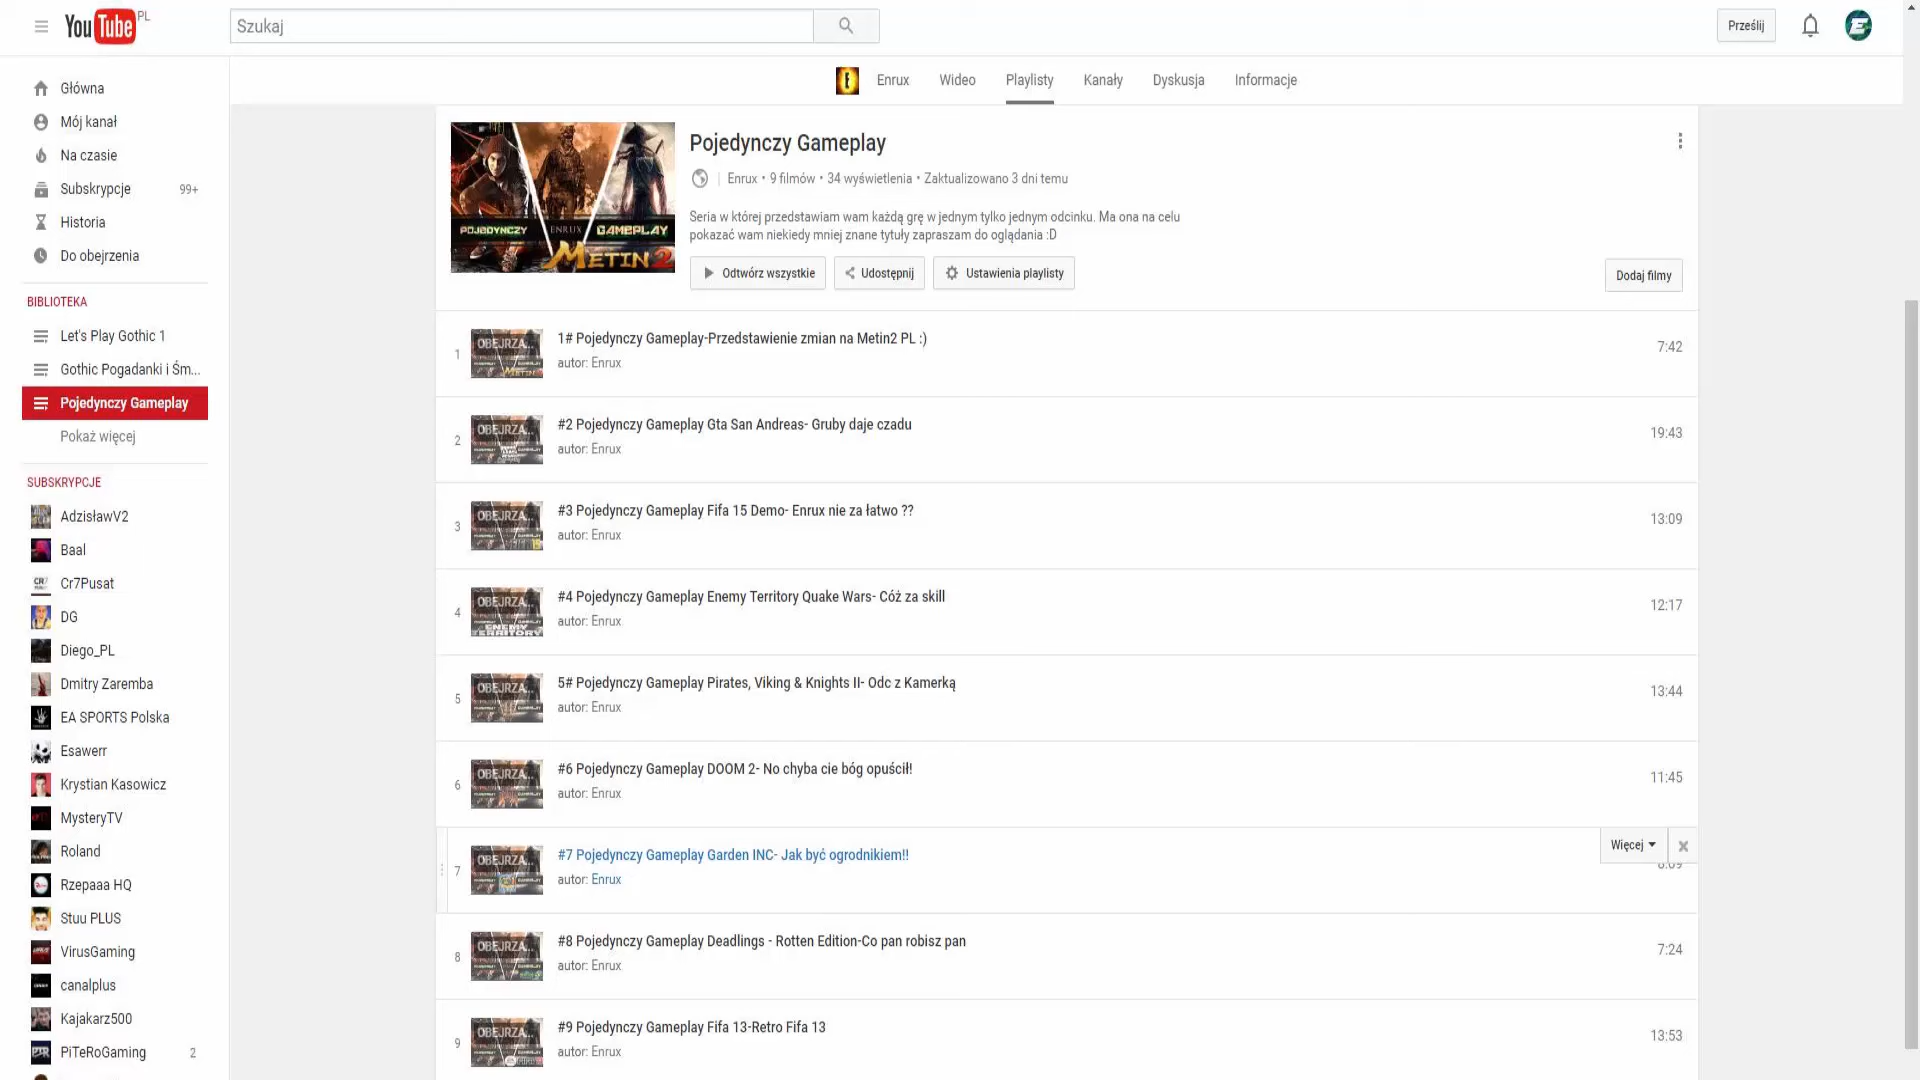 YouTube PL
Szukaj
Prześlij
Enrux Wideo Playlisty Kanały Dyskusja Informacje
Główna
Mój kanał
Na czasie
Subskrypcje 99+
Historia
Do obejrzenia
BIBLIOTEKA
Let's Play Gothic 1
Gothic Pogadanki i Śm...
Pojedynczy Gameplay
Pokaż więcej
SUBSKRYPCJE
AdzisławV2
Baal
Cr7Pusat
DG
Diego_PL
Dmitry Zaremba
EA SPORTS Polska
Esawerr
Krystian Kasowicz
MysteryTV
Roland
Rzepaaa HQ
Stuu PLUS
VirusGaming
canalplus
Kajakarz500
PiTeRoGaming 2
POJEDYNCZY ENRUX GAMEPLAY
METIN 2
Pojedynczy Gameplay
Enrux • 9 filmów • 34 wyświetlenia • Zaktualizowano 3 dni temu
Seria w której przedstawiam wam każdą grę w jednym tylko jednym odcinku. Ma ona na celu
pokazać wam niekiedy mniej znane tytuły zapraszam do oglądania :D
Odtwórz wszystkie Udostępnij Ustawienia playlisty
Dodaj filmy
1 OBEJRZA... 1# Pojedynczy Gameplay-Przedstawienie zmian na Metin2 PL :) 7:42
autor: Enrux
2 OBEJRZA... #2 Pojedynczy Gameplay Gta San Andreas- Gruby daje czadu 19:43
autor: Enrux
3 OBEJRZA... #3 Pojedynczy Gameplay Fifa 15 Demo- Enrux nie za łatwo ?? 13:09
autor: Enrux
4 OBEJRZA... #4 Pojedynczy Gameplay Enemy Territory Quake Wars- Cóż za skill 12:17
autor: Enrux
5 OBEJRZA... 5# Pojedynczy Gameplay Pirates, Viking & Knights II- Odc z Kamerką 13:44
autor: Enrux
6 OBEJRZA... #6 Pojedynczy Gameplay DOOM 2- No chyba cie bóg opuścił! 11:45
autor: Enrux
7 OBEJRZA... #7 Pojedynczy Gameplay Garden INC- Jak być ogrodnikiem!! Więcej
autor: Enrux
8 OBEJRZA... #8 Pojedynczy Gameplay Deadlings - Rotten Edition-Co pan robisz pan 7:24
autor: Enrux
9 OBEJRZA... #9 Pojedynczy Gameplay Fifa 13-Retro Fifa 13 13:53
autor: Enrux